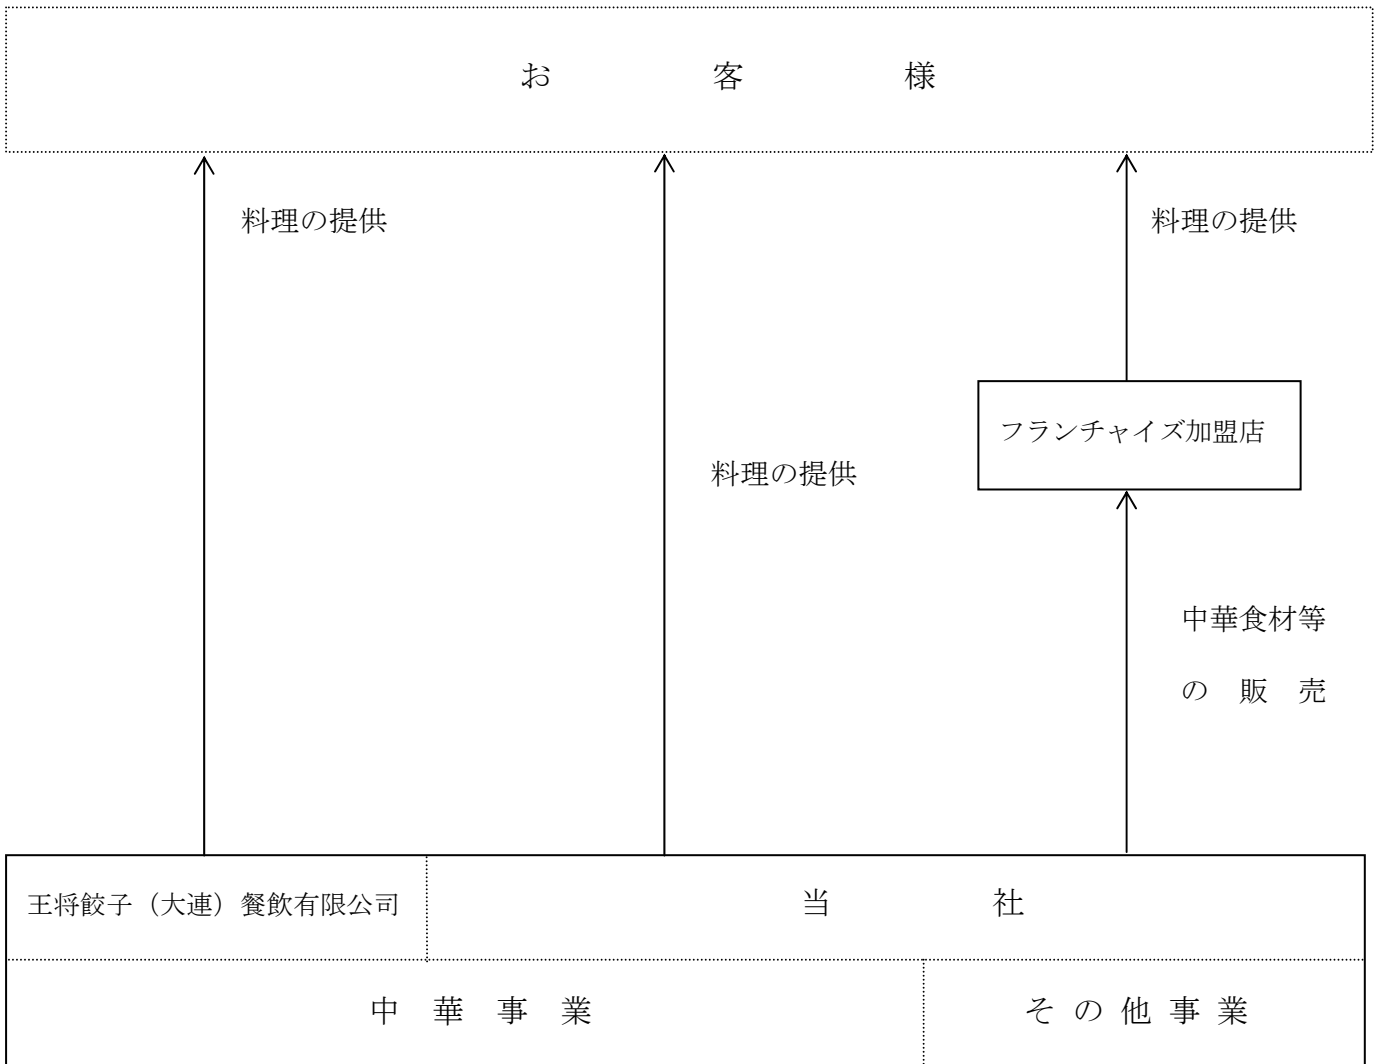 お客様
料理の提供
料理の提供
フランチャイズ加盟店
料理の提供
中華食材等
の販売
王将餃子（大連）餐飲有限公司
当社
中華事業
その他事業